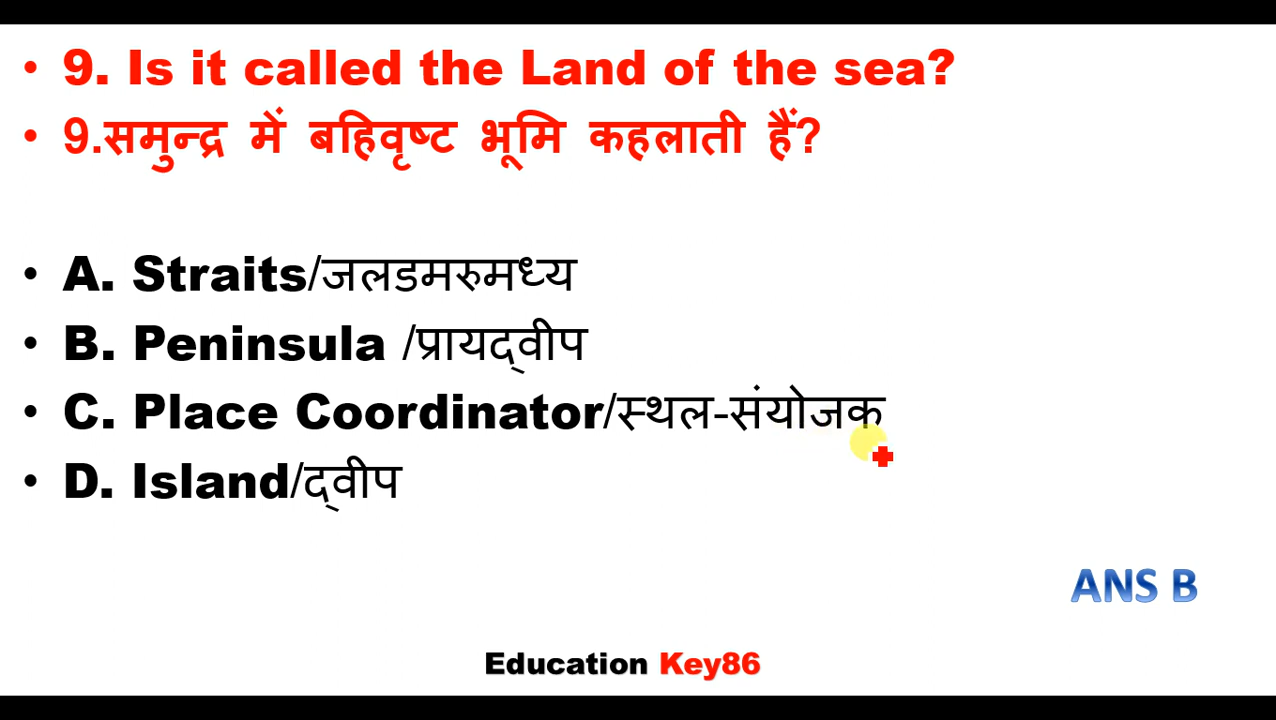 • 9. Is it called the Land of the sea?
• 9.समुन्द्र में बहिवृष्ट भूमि कहलाती हैं?
• A. Straits/जलडमरुमध्य
• B. Peninsula /प्रायद्वीप
• C. Place Coordinator/स्थल-संयोजक
• D. Island/द्वीप
ANS B
Education Key86